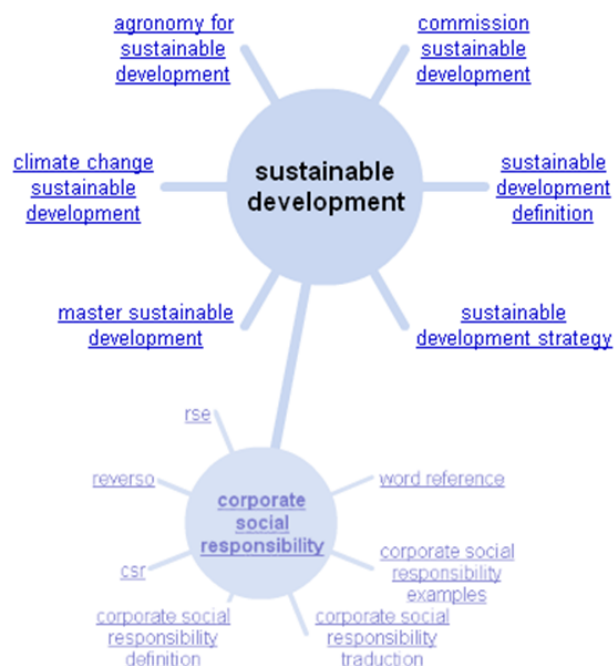 agronomy for
sustainable
development
commission
sustainable
development
climate change
sustainable
development
sustainable
development
sustainable
development
definition
master sustainable
development
sustainable
development strategy
rse
reverso
word reference
corporate
social
responsibility
csr
corporate social
responsibility
examples
corporate social
responsibility
definition
corporate social
responsibility
traduction